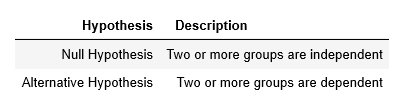 Hypothesis Description
Null Hypothesis Two or more groups are independent
Alternative Hypothesis Two or more groups are dependent